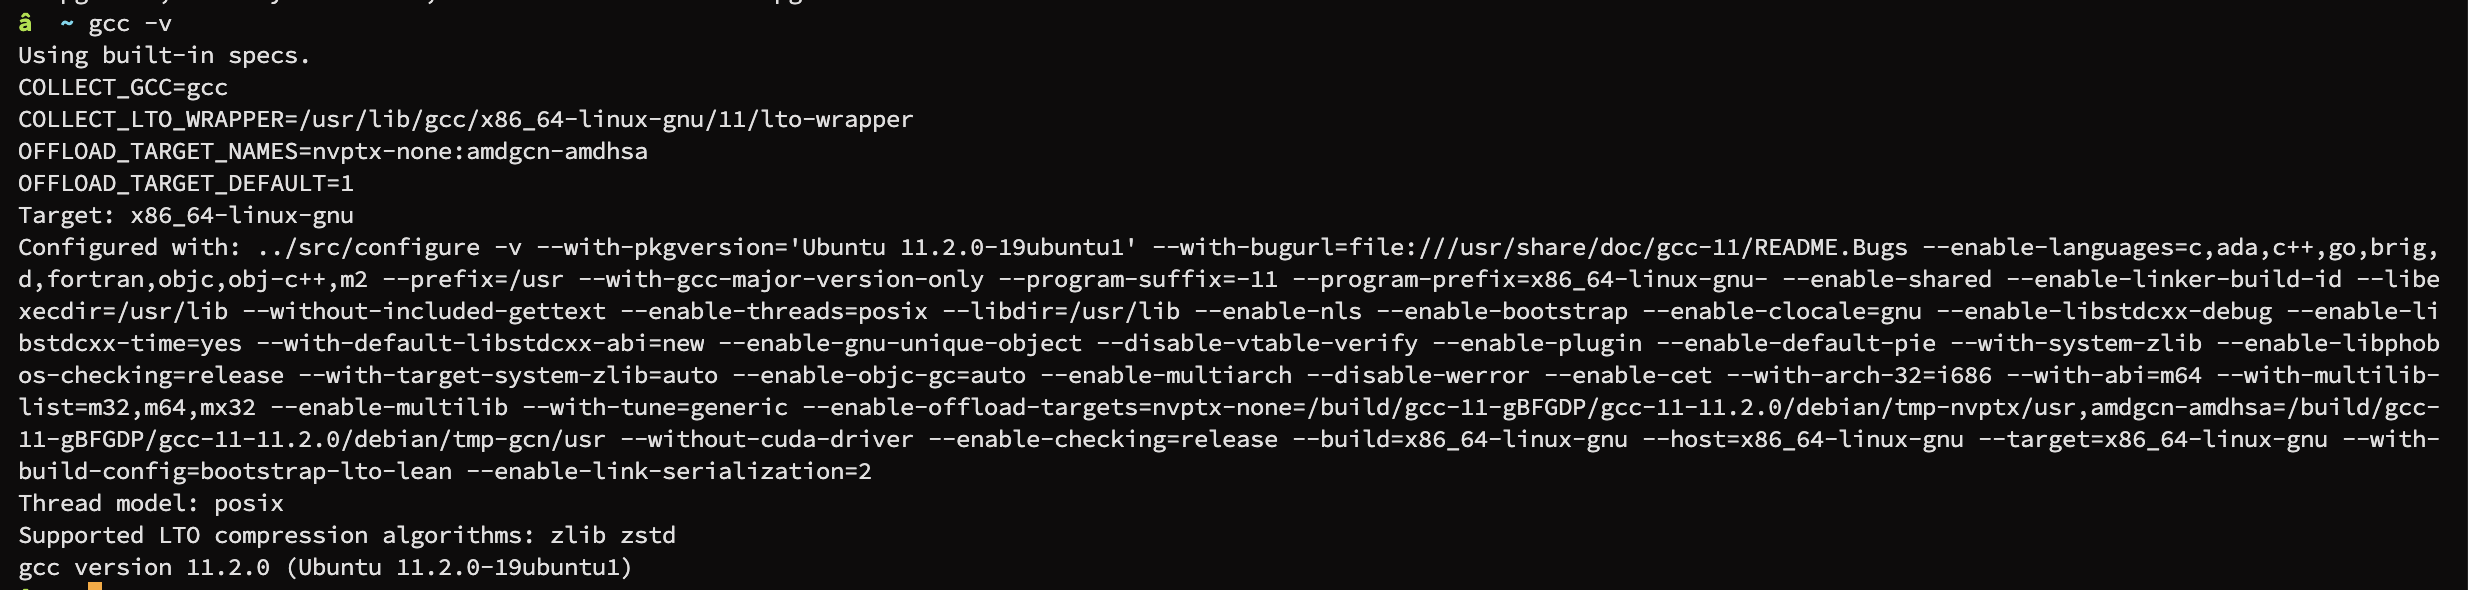 â ~ gcc -v
Using built-in specs.
COLLECT_GCC=gcc
COLLECT_LTO_WRAPPER=/usr/lib/gcc/x86_64-linux-gnu/11/lto-wrapper
OFFLOAD_TARGET_NAMES=nvptx-none:amdgcn-amdhsa
OFFLOAD_TARGET_DEFAULT=1
Target: x86_64-linux-gnu
Configured with: ../src/configure -v --with-pkgversion='Ubuntu 11.2.0-19ubuntu1' --with-bugurl=file:///usr/share/doc/gcc-11/README.Bugs --enable-languages=c,ada,c++,go,brig,
d,fortran,objc,obj-c++,m2 --prefix=/usr --with-gcc-major-version-only --program-suffix=-11 --program-prefix=x86_64-linux-gnu- --enable-shared --enable-linker-build-id --libe
xecdir=/usr/lib --without-included-gettext --enable-threads=posix --libdir=/usr/lib --enable-nls --enable-bootstrap --enable-clocale=gnu --enable-libstdcxx-debug --enable-li
bstdcxx-time=yes --with-default-libstdcxx-abi=new --enable-gnu-unique-object --disable-vtable-verify --enable-plugin --enable-default-pie --with-system-zlib --enable-libphob
os-checking=release --with-target-system-zlib=auto --enable-objc-gc=auto --enable-multiarch --disable-werror --enable-cet --with-arch-32=i686 --with-abi=m64 --with-multilib-
list=m32,m64,mx32 --enable-multilib --with-tune=generic --enable-offload-targets=nvptx-none=/build/gcc-11-gBFGDP/gcc-11-11.2.0/debian/tmp-nvptx/usr,amdgcn-amdhsa=/build/gcc-
11-gBFGDP/gcc-11-11.2.0/debian/tmp-gcn/usr --without-cuda-driver --enable-checking=release --build=x86_64-linux-gnu --host=x86_64-linux-gnu --target=x86_64-linux-gnu --with-
build-config=bootstrap-lto-lean --enable-link-serialization=2
Thread model: posix
Supported LTO compression algorithms: zlib zstd
gcc version 11.2.0 (Ubuntu 11.2.0-19ubuntu1)